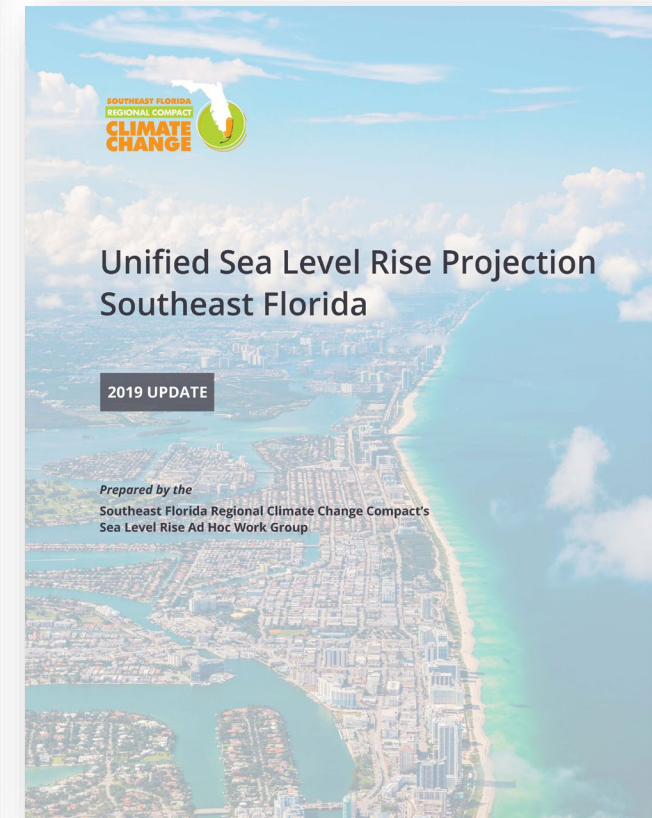 SOUTHEAST FLORIDA
REGIONAL COMPACT
CLIMATE
CHANGE
Unified Sea Level Rise Projection
Southeast Florida
2019 UPDATE
Prepared by the
Southeast Florida Regional Climate Change Compact’s
Sea Level Rise Ad Hoc Work Group